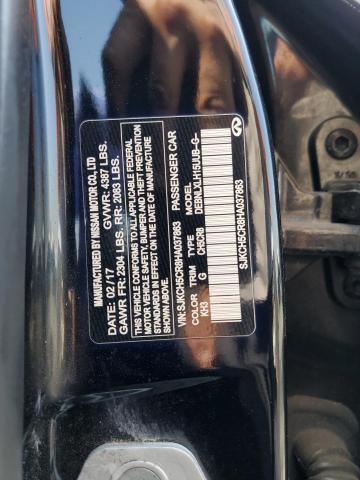 MANUFACTURED BY NISSAN MOTOR CO., LTD
DATE: 02/17 GVWR: 4387 LBS.
GAWR FR: 2304 LBS. RR: 2083 LBS.
THIS VEHICLE CONFORMS TO ALL APPLICABLE FEDERAL
MOTOR VEHICLE SAFETY, BUMPER, AND THEFT PREVENTION
STANDARDS IN EFFECT ON THE DATE OF MANUFACTURE
SHOWN ABOVE.
VIN: SJKCH5CR8HA037863 PASSENGER CAR
COLOR TRIM TYPE MODEL
KH3 G CH5CR8 DIEBNLXLH15UUB-G-
SJKCH5CR8HA037863